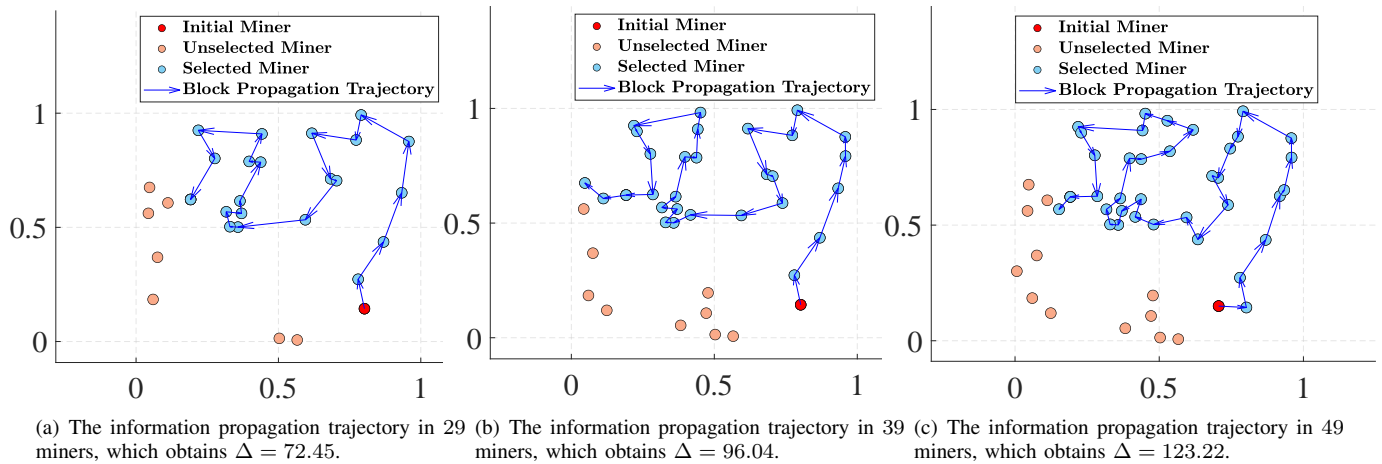 Initial Miner
Unselected Miner
Selected Miner
Block Propagation Trajectory
1
0.5
0
0
0.5
1
(a) The information propagation trajectory in 29
miners, which obtains Δ = 72.45.
Initial Miner
Unselected Miner
Selected Miner
Block Propagation Trajectory
1
0.5
0
0
0.5
1
(b) The information propagation trajectory in 39
miners, which obtains Δ = 96.04.
Initial Miner
Unselected Miner
Selected Miner
Block Propagation Trajectory
1
0.5
0
0
0.5
1
(c) The information propagation trajectory in 49
miners, which obtains Δ = 123.22.